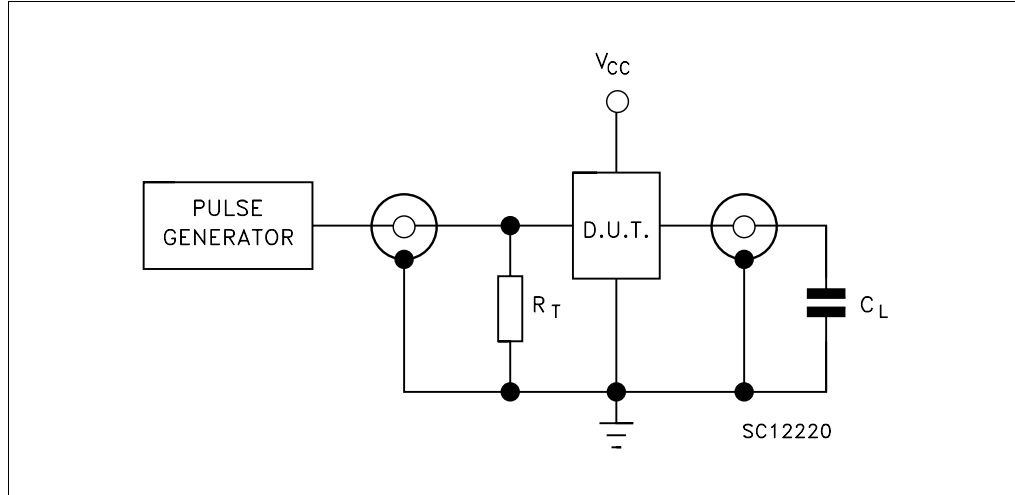 VCC
PULSE
GENERATOR
D.U.T.
RT
CL
SC12220